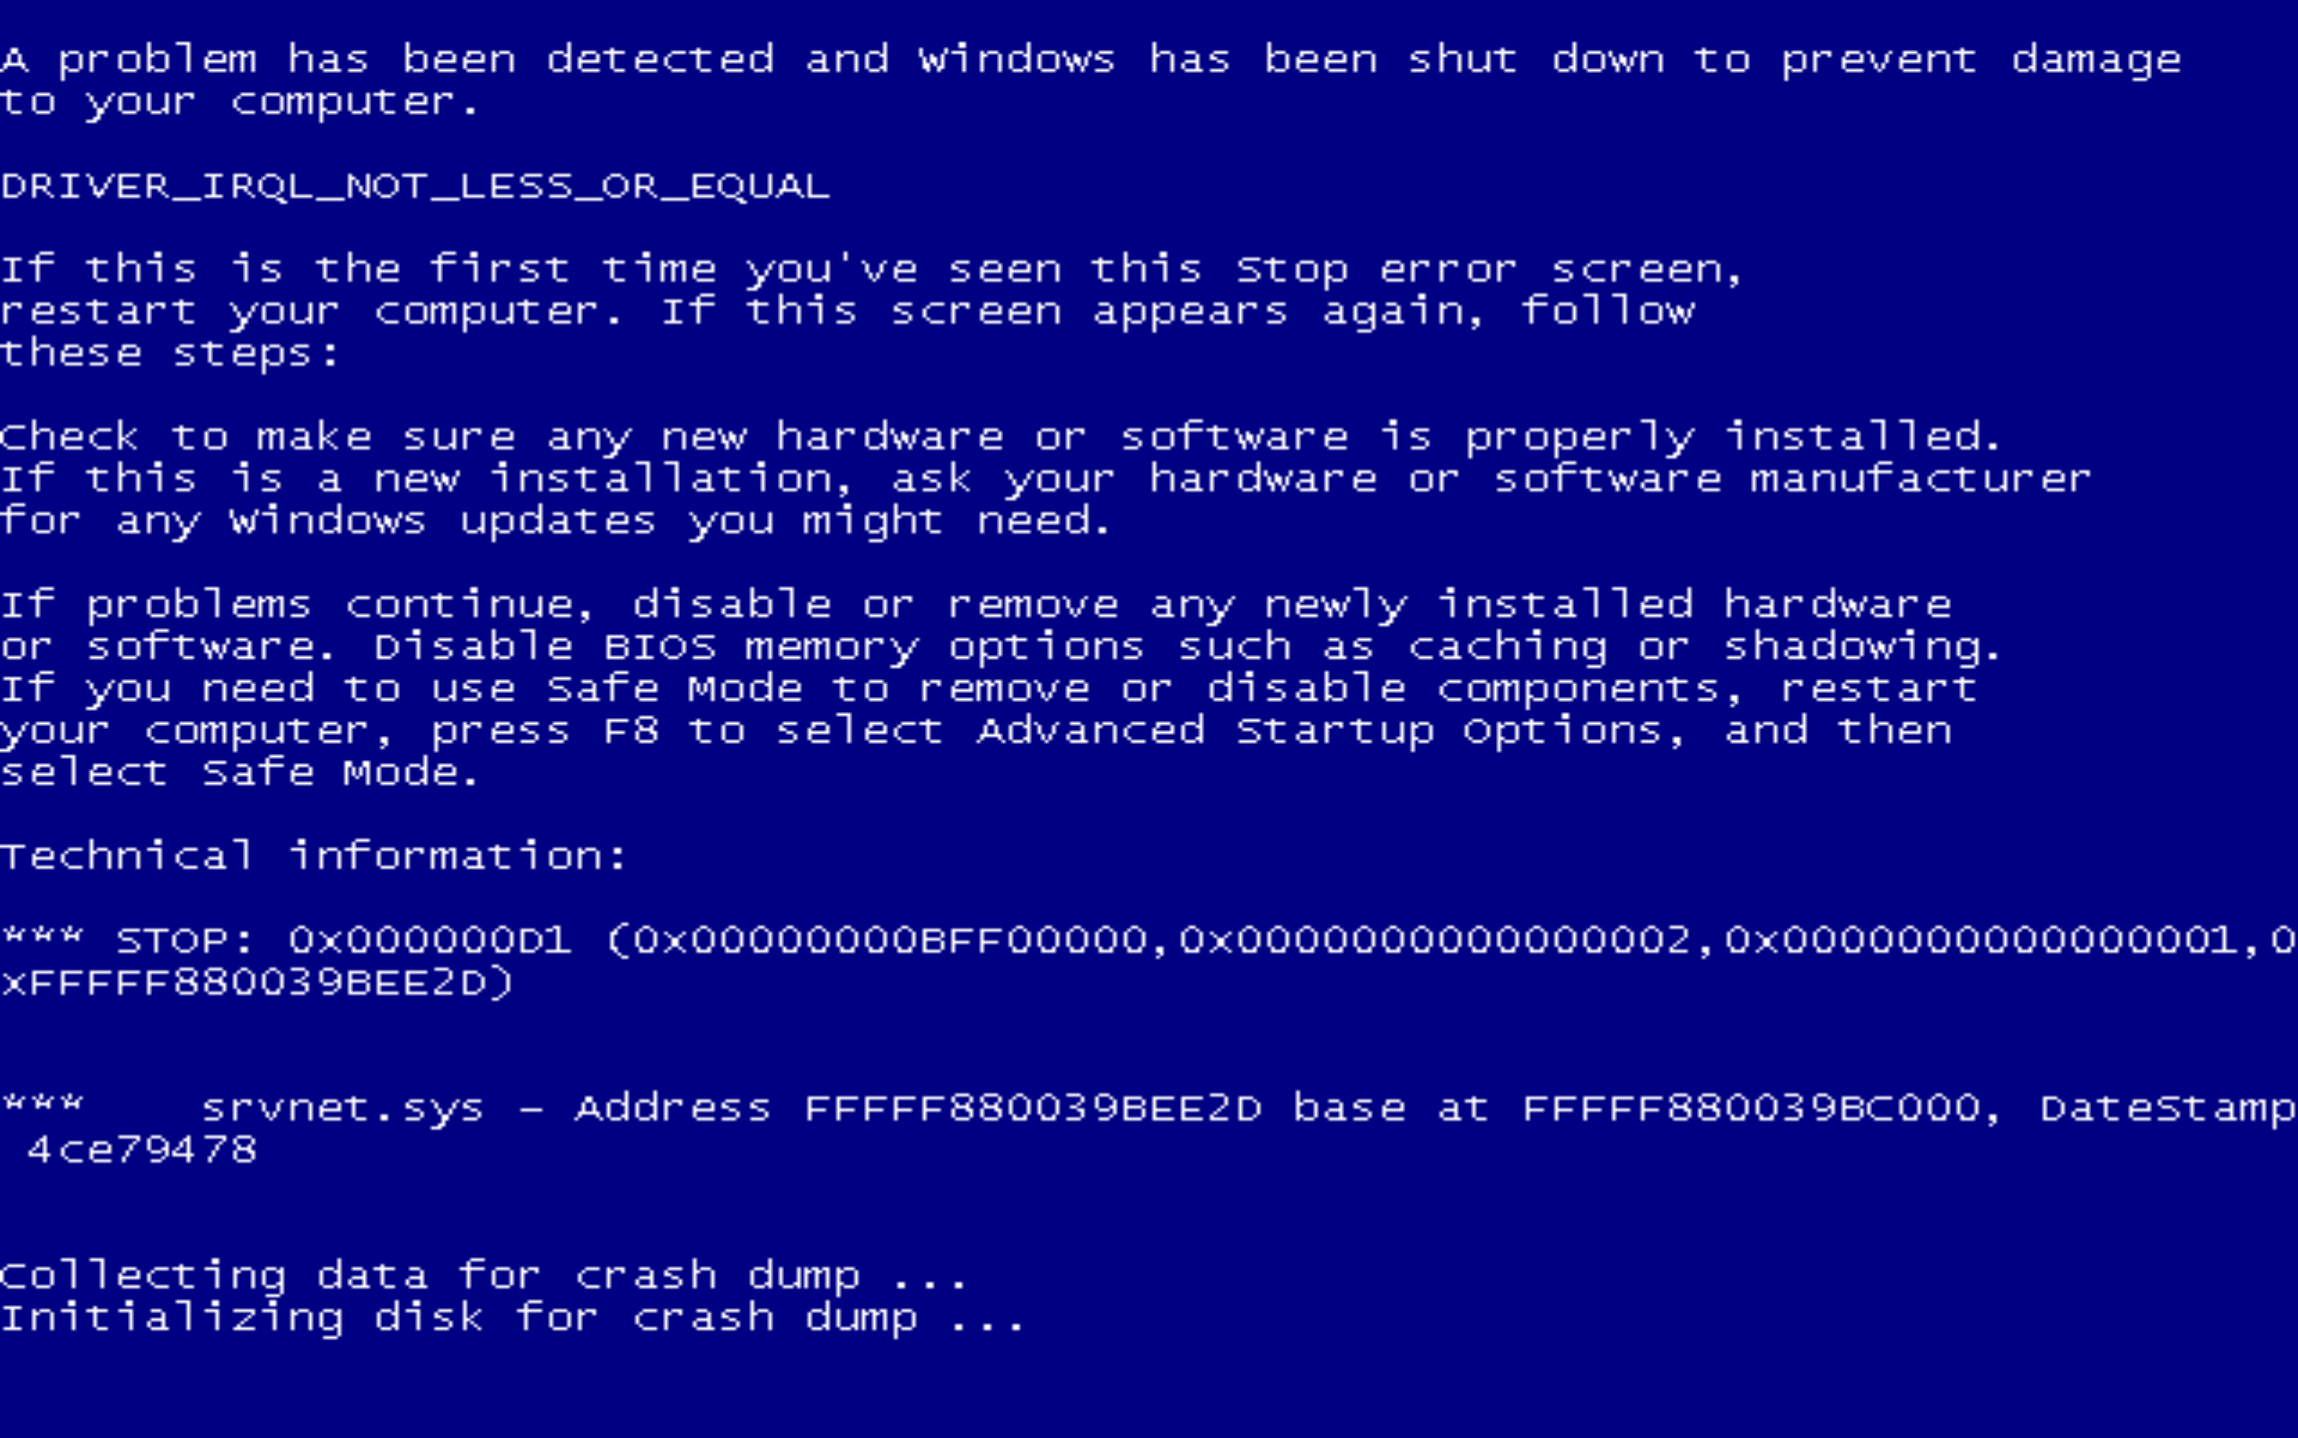 A problem has been detected and Windows has been shut down to prevent damage
to your computer.
DRIVER_IRQL_NOT_LESS_OR_EQUAL
If this is the first time you've seen this Stop error screen,
restart your computer. If this screen appears again, follow
these steps:
Check to make sure any new hardware or software is properly installed.
If this is a new installation, ask your hardware or software manufacturer
for any Windows updates you might need.
If problems continue, disable or remove any newly installed hardware
or software. Disable BIOS memory options such as caching or shadowing.
If you need to use Safe Mode to remove or disable components, restart
your computer, press F8 to select Advanced Startup Options, and then
select Safe Mode.
Technical information:
*** STOP: 0x000000D1 (0x00000000BFF00000,0x0000000000000002,0x0000000000000001,0
xFFFFF880039BEE2D)
***    srvnet.sys - Address FFFFF880039BEE2D base at FFFFF880039BC000, DateStamp
 4ce79478
Collecting data for crash dump ...
Initializing disk for crash dump ...